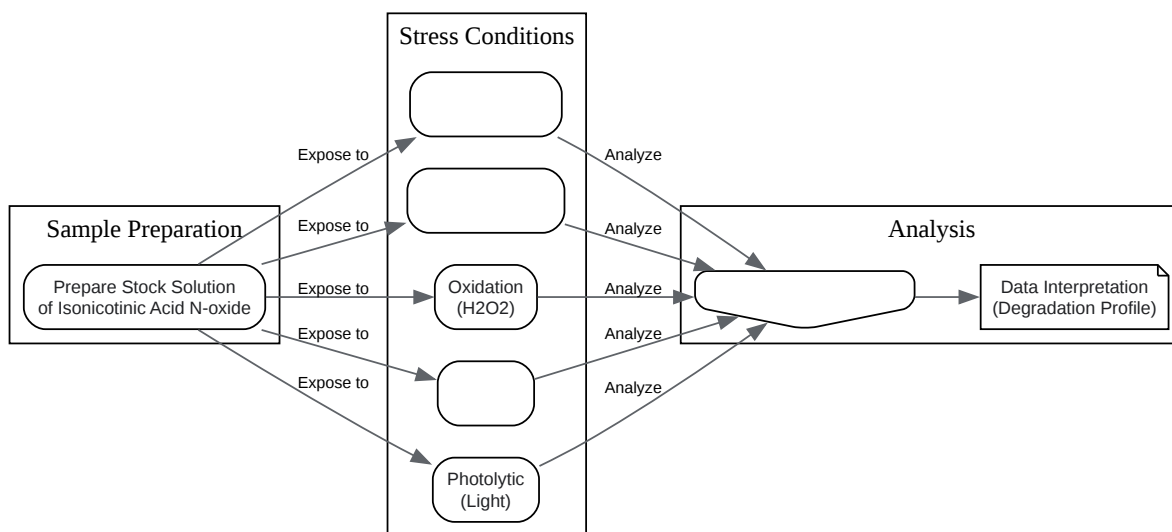 Stress Conditions
Expose to
Analyze
Expose to
Analyze
Sample Preparation
Analysis
Prepare Stock Solution
of Isonicotinic Acid N-oxide
Expose to
Oxidation
(H2O2)
Analyze
Data Interpretation
(Degradation Profile)
Expose to
Analyze
Expose to
Analyze
Photolytic
(Light)